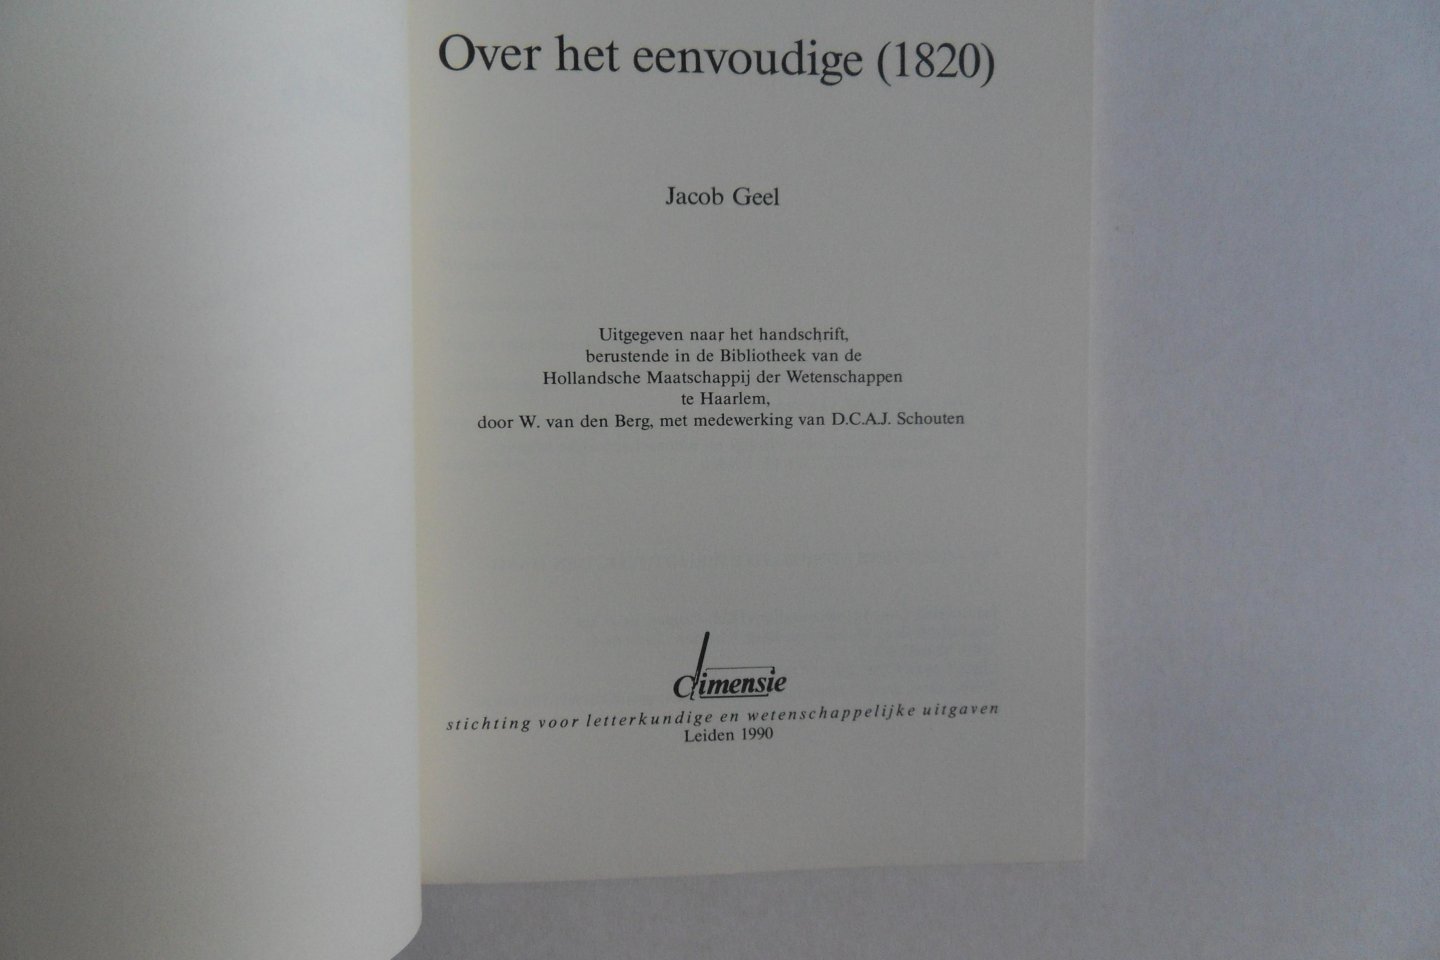 Over het eenvoudige (1820)
Jacob Geel
Uitgegeven naar het handschrift,
berustende in de Bibliotheek van de
Hollandsche Maatschappij der Wetenschappen
te Haarlem,
door W. van den Berg, met medewerking van D.C.A.J. Schouten
dimensie
stichting voor letterkundige en wetenschappelijke uitgaven
Leiden 1990